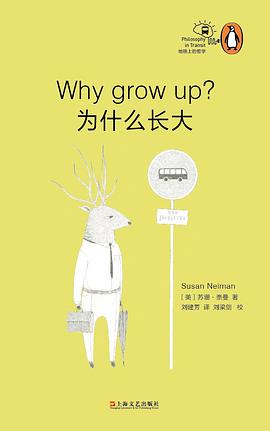 Philosophy
in Transit
地铁上的哲学
Why grow up?
为什么长大
Susan Neiman
[美] 苏珊·奈曼 著
刘建芳 译 刘梁剑 校
上海文艺出版社